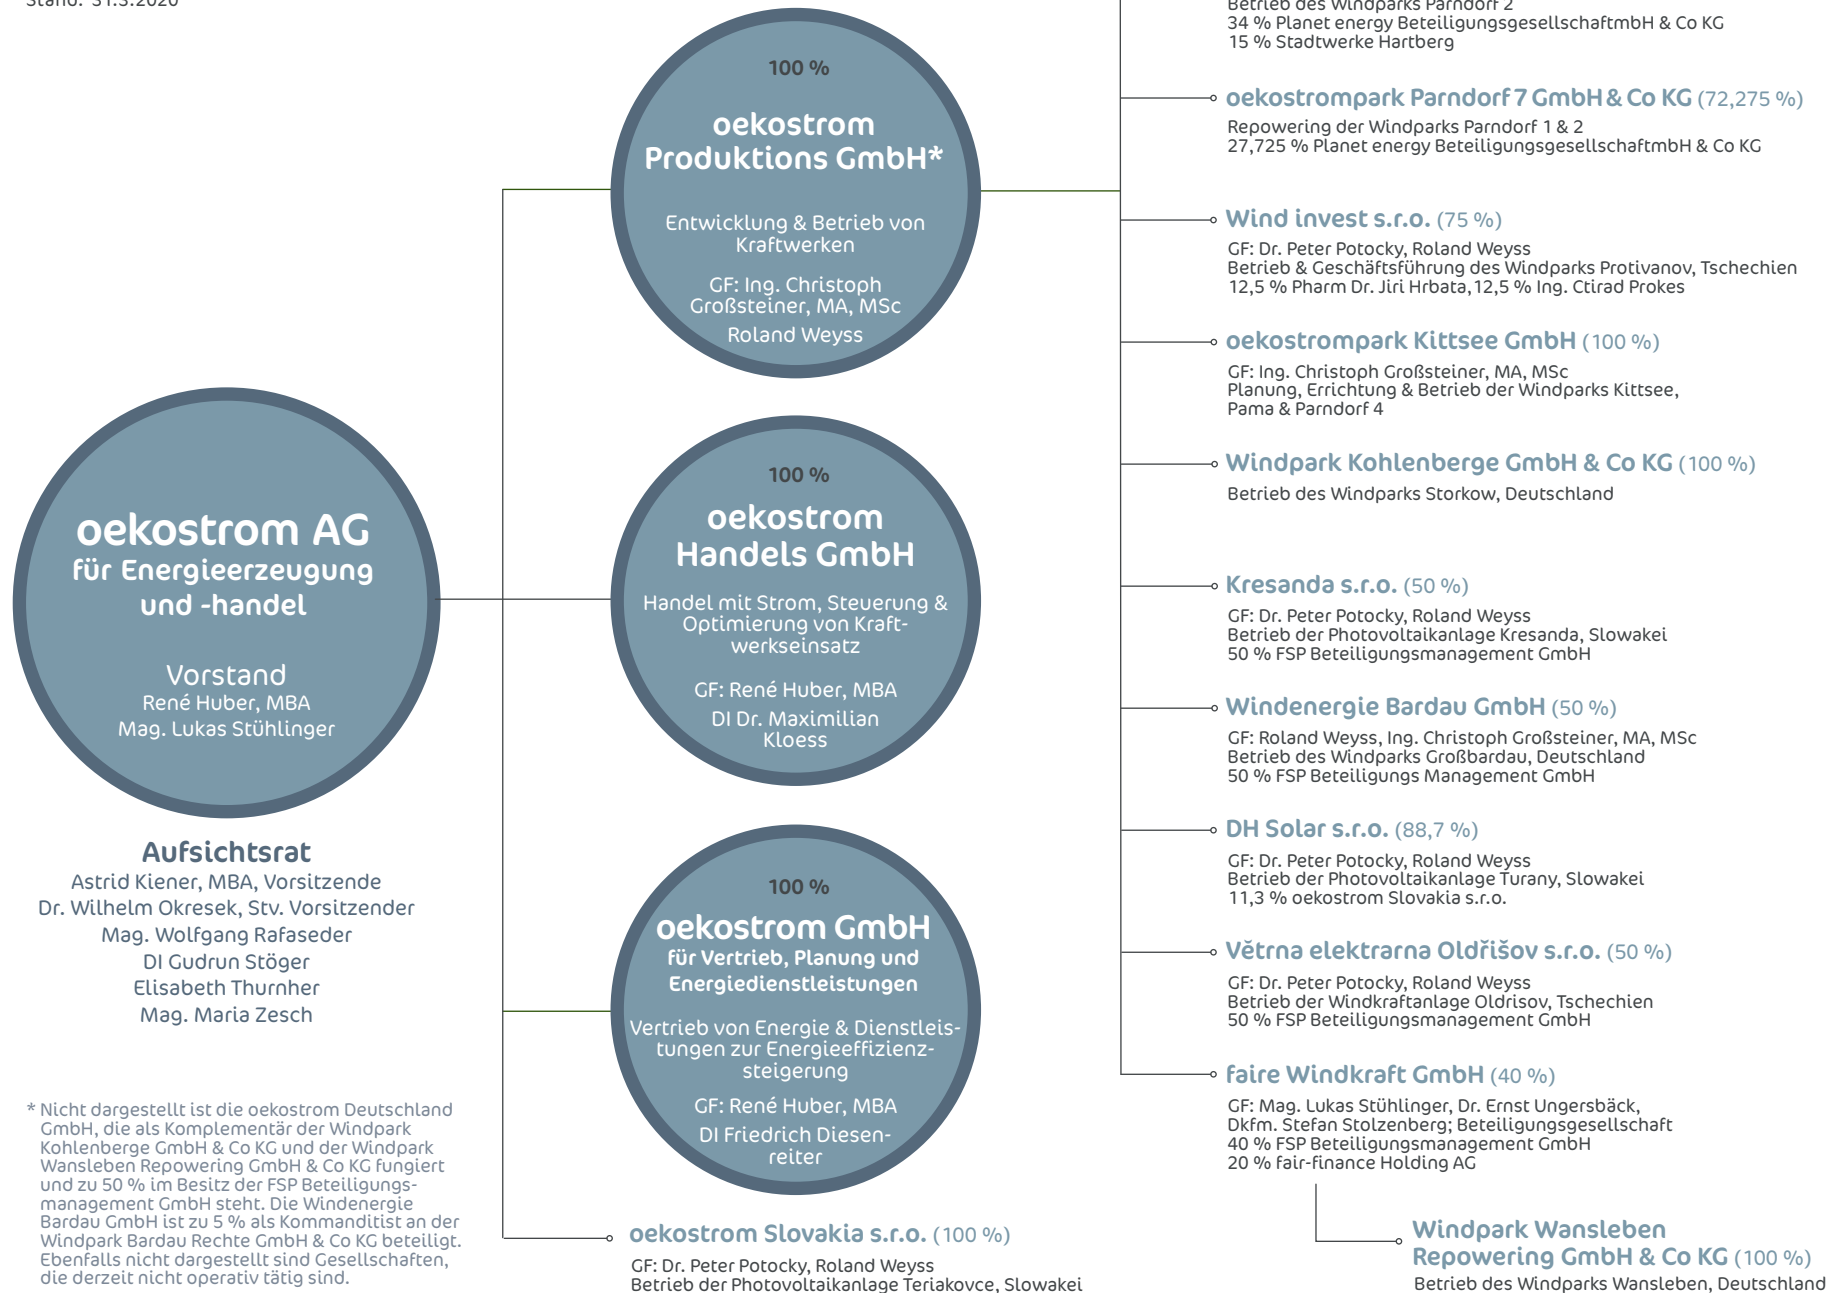 Stand: 31.3.2020
oekostrom AG
für Energieerzeugung
und -handel
Vorstand
René Huber, MBA
Mag. Lukas Stühlinger
Aufsichtsrat
Astrid Kiener, MBA, Vorsitzende
Dr. Wilhelm Okresek, Stv. Vorsitzender
Mag. Wolfgang Rafaseder
DI Gudrun Stöger
Elisabeth Thurnher
Mag. Maria Zesch
* Nicht dargestellt ist die oekostrom Deutschland
GmbH, die als Komplementär der Windpark
Kohlenberge GmbH & Co KG und der Windpark
Wansleben Repowering GmbH & Co KG fungiert
und zu 50 % im Besitz der FSP Beteiligungs-
management GmbH steht. Die Windenergie
Bardau GmbH ist zu 5 % als Kommanditist an der
Windpark Bardau Rechte GmbH & Co KG beteiligt.
Ebenfalls nicht dargestellt sind Gesellschaften,
die derzeit nicht operativ tätig sind.
100 %
oekostrom
Produktions GmbH*
Entwicklung & Betrieb von
Kraftwerken
GF: Ing. Christoph
Großsteiner, MA, MSc
Roland Weyss
100 %
oekostrom
Handels GmbH
Handel mit Strom, Steuerung &
Optimierung von Kraft-
werkseinsatz
GF: René Huber, MBA
DI Dr. Maximilian
Kloess
100 %
oekostrom GmbH
für Vertrieb, Planung und
Energiedienstleistungen
Vertrieb von Energie & Dienstleis-
tungen zur Energieeffizienz-
steigerung
GF: René Huber, MBA
DI Friedrich Diesen-
reiter
oekostrom Slovakia s.r.o. (100 %)
GF: Dr. Peter Potocky, Roland Weyss
Betrieb der Photovoltaikanlage Teriakovce, Slowakei
Betrieb des Windparks Parndorf 2
34 % Planet energy BeteiligungsgesellschaftmbH & Co KG
15 % Stadtwerke Hartberg
oekostrompark Parndorf 7 GmbH & Co KG (72,275 %)
Repowering der Windparks Parndorf 1 & 2
27,725 % Planet energy BeteiligungsgesellschaftmbH & Co KG
Wind invest s.r.o. (75 %)
GF: Dr. Peter Potocky, Roland Weyss
Betrieb & Geschäftsführung des Windparks Protivanov, Tschechien
12,5 % Pharm Dr. Jiri Hrbata, 12,5 % Ing. Ctirad Prokes
oekostrompark Kittsee GmbH (100 %)
GF: Ing. Christoph Großsteiner, MA, MSc
Planung, Errichtung & Betrieb der Windparks Kittsee,
Pama & Parndorf 4
Windpark Kohlenberge GmbH & Co KG (100 %)
Betrieb des Windparks Storkow, Deutschland
Kresanda s.r.o. (50 %)
GF: Dr. Peter Potocky, Roland Weyss
Betrieb der Photovoltaikanlage Kresanda, Slowakei
50 % FSP Beteiligungsmanagement GmbH
Windenergie Bardau GmbH (50 %)
GF: Roland Weyss, Ing. Christoph Großsteiner, MA, MSc
Betrieb des Windparks Großbardau, Deutschland
50 % FSP Beteiligungs Management GmbH
DH Solar s.r.o. (88,7 %)
GF: Dr. Peter Potocky, Roland Weyss
Betrieb der Photovoltaikanlage Turany, Slowakei
11,3 % oekostrom Slovakia s.r.o.
Větrna elektrarna Oldřišov s.r.o. (50 %)
GF: Dr. Peter Potocky, Roland Weyss
Betrieb der Windkraftanlage Oldrisov, Tschechien
50 % FSP Beteiligungsmanagement GmbH
faire Windkraft GmbH (40 %)
GF: Mag. Lukas Stühlinger, Dr. Ernst Ungersbäck,
Dkfm. Stefan Stolzenberg; Beteiligungsgesellschaft
40 % FSP Beteiligungsmanagement GmbH
20 % fair-finance Holding AG
Windpark Wansleben
Repowering GmbH & Co KG (100 %)
Betrieb des Windparks Wansleben, Deutschland